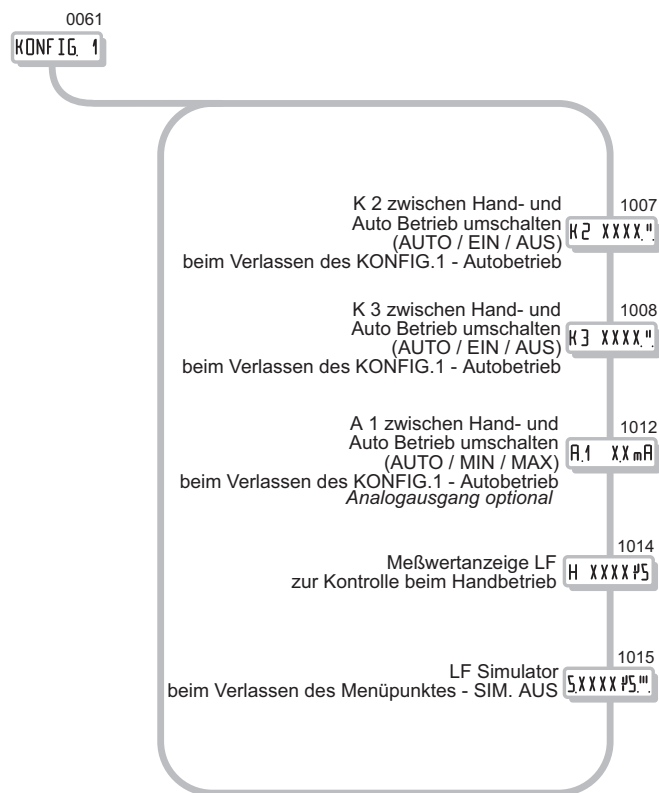 0061
KONFIG. 1
K 2 zwischen Hand- und
Auto Betrieb umschalten
(AUTO / EIN / AUS)
beim Verlassen des KONFIG.1 - Autobetrieb
1007
K2 XXXX.".
K 3 zwischen Hand- und
Auto Betrieb umschalten
(AUTO / EIN / AUS)
beim Verlassen des KONFIG.1 - Autobetrieb
1008
K3 XXXX.".
A 1 zwischen Hand- und
Auto Betrieb umschalten
(AUTO / MIN / MAX)
beim Verlassen des KONFIG.1 - Autobetrieb
Analogausgang optional
1012
A.1 X.X mA
Meßwertanzeige LF
zur Kontrolle beim Handbetrieb
1014
H XXXX µS
LF Simulator
beim Verlassen des Menüpunktes - SIM. AUS
1015
S.XXXX µS.'''.